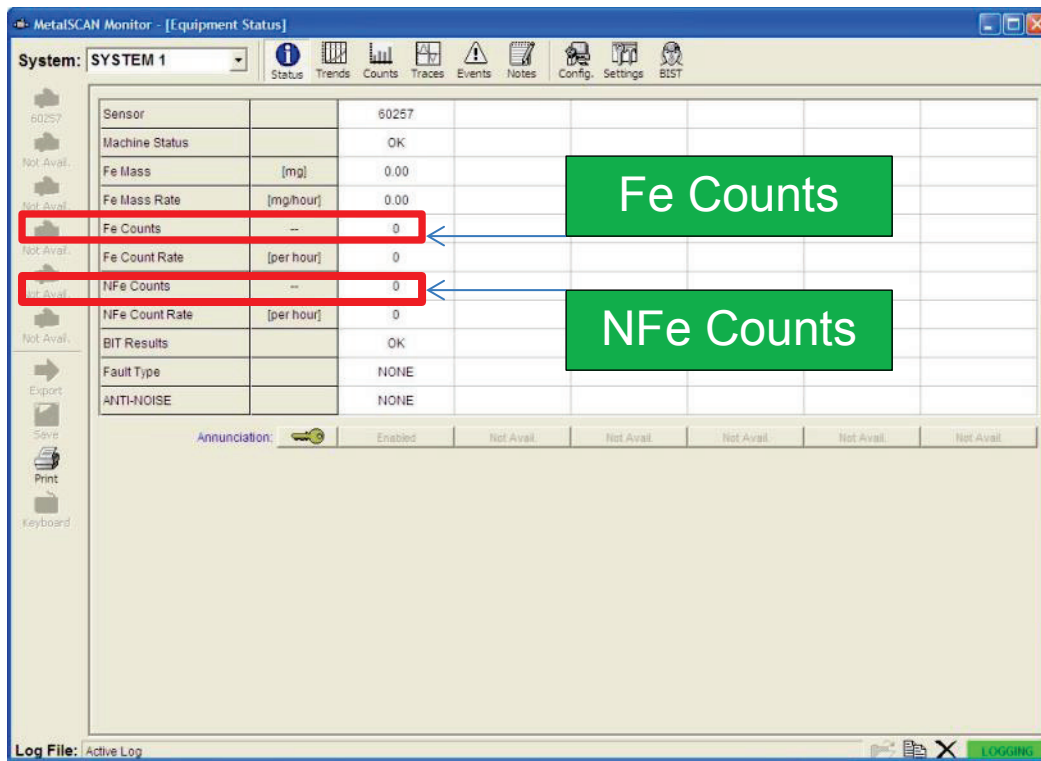 MetalSCAN Monitor - [Equipment Status]
System: SYSTEM 1
Status Trends Counts Traces Events Notes Config. Settings BIST
60257
Not Avail.
Not Avail.
Not Avail.
Not Avail.
Not Avail.
Export
Save
Print
Keyboard
Sensor 60257
Machine Status OK
Fe Mass [mg] 0.00
Fe Mass Rate [mg/hour] 0.00
Fe Counts -- 0
Fe Count Rate [per hour] 0
NFe Counts -- 0
NFe Count Rate [per hour] 0
BIT Results OK
Fault Type NONE
ANTI-NOISE NONE
Fe Counts
NFe Counts
Annunciation: Enabled Not Avail. Not Avail. Not Avail. Not Avail. Not Avail.
Log File: Active Log LOGGING